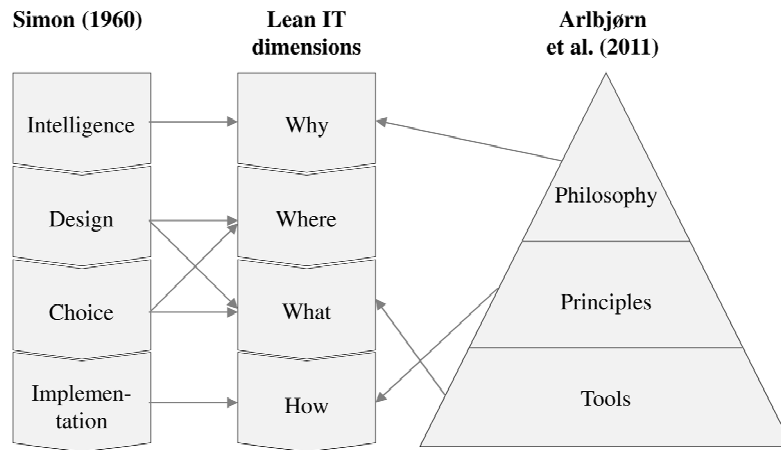 Simon (1960)
Lean IT
dimensions
Arlbjørn
et al. (2011)
Intelligence
Why
Philosophy
Design
Where
Choice
What
Principles
Implemen-
tation
How
Tools